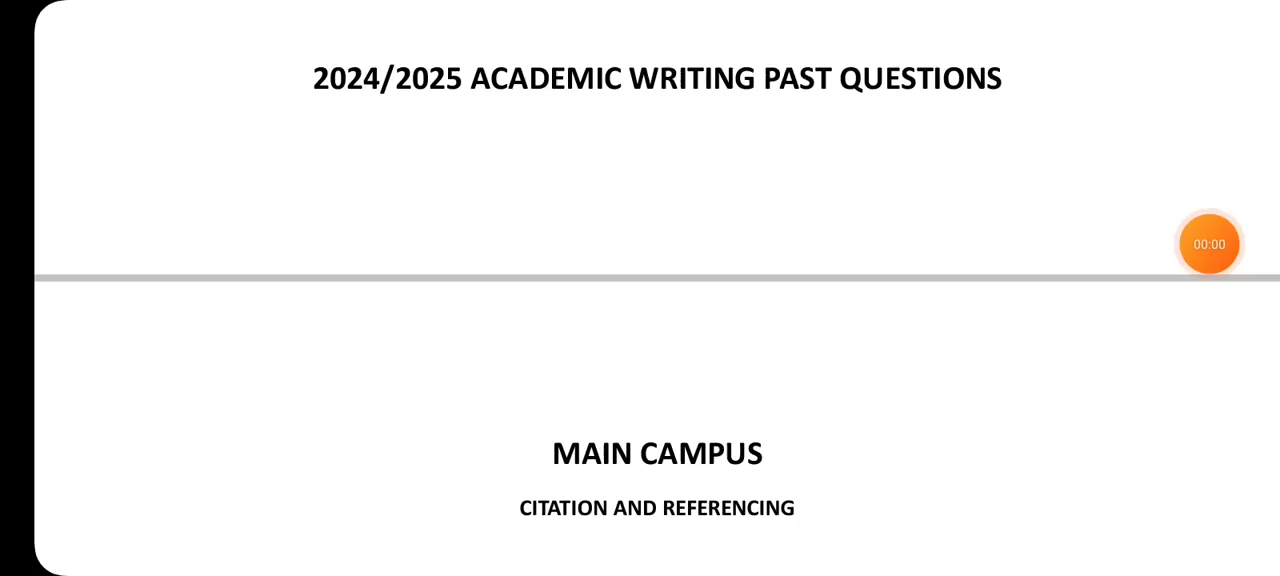 2024/2025 ACADEMIC WRITING PAST QUESTIONS
00:00
MAIN CAMPUS
CITATION AND REFERENCING